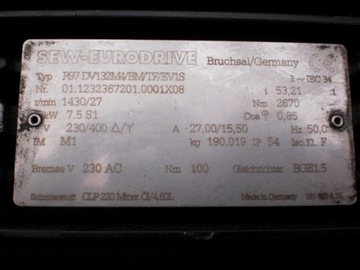 SEW-EURODRIVE Bruchsal/Germany
Typ R97 DV132M4/BM/TF/EV1S 3 ~ IEC 34
Nr. 01.1232367201.0001X08 i 53,21 :1
r/min 1430/27 Nm 2670
kW 7.5 S1 Cos φ 0,85
V 230/400 Δ/Y A 27,00/15,50 Hz 50,0
IM M1 kg 190.019 IP 54 Iso.Kl. F
Bremse V 230 AC Nm 100 Gleichrichter BGE1.5
Schmierstoff CLP 220 Miner.Öl/4,60L Made in Germany